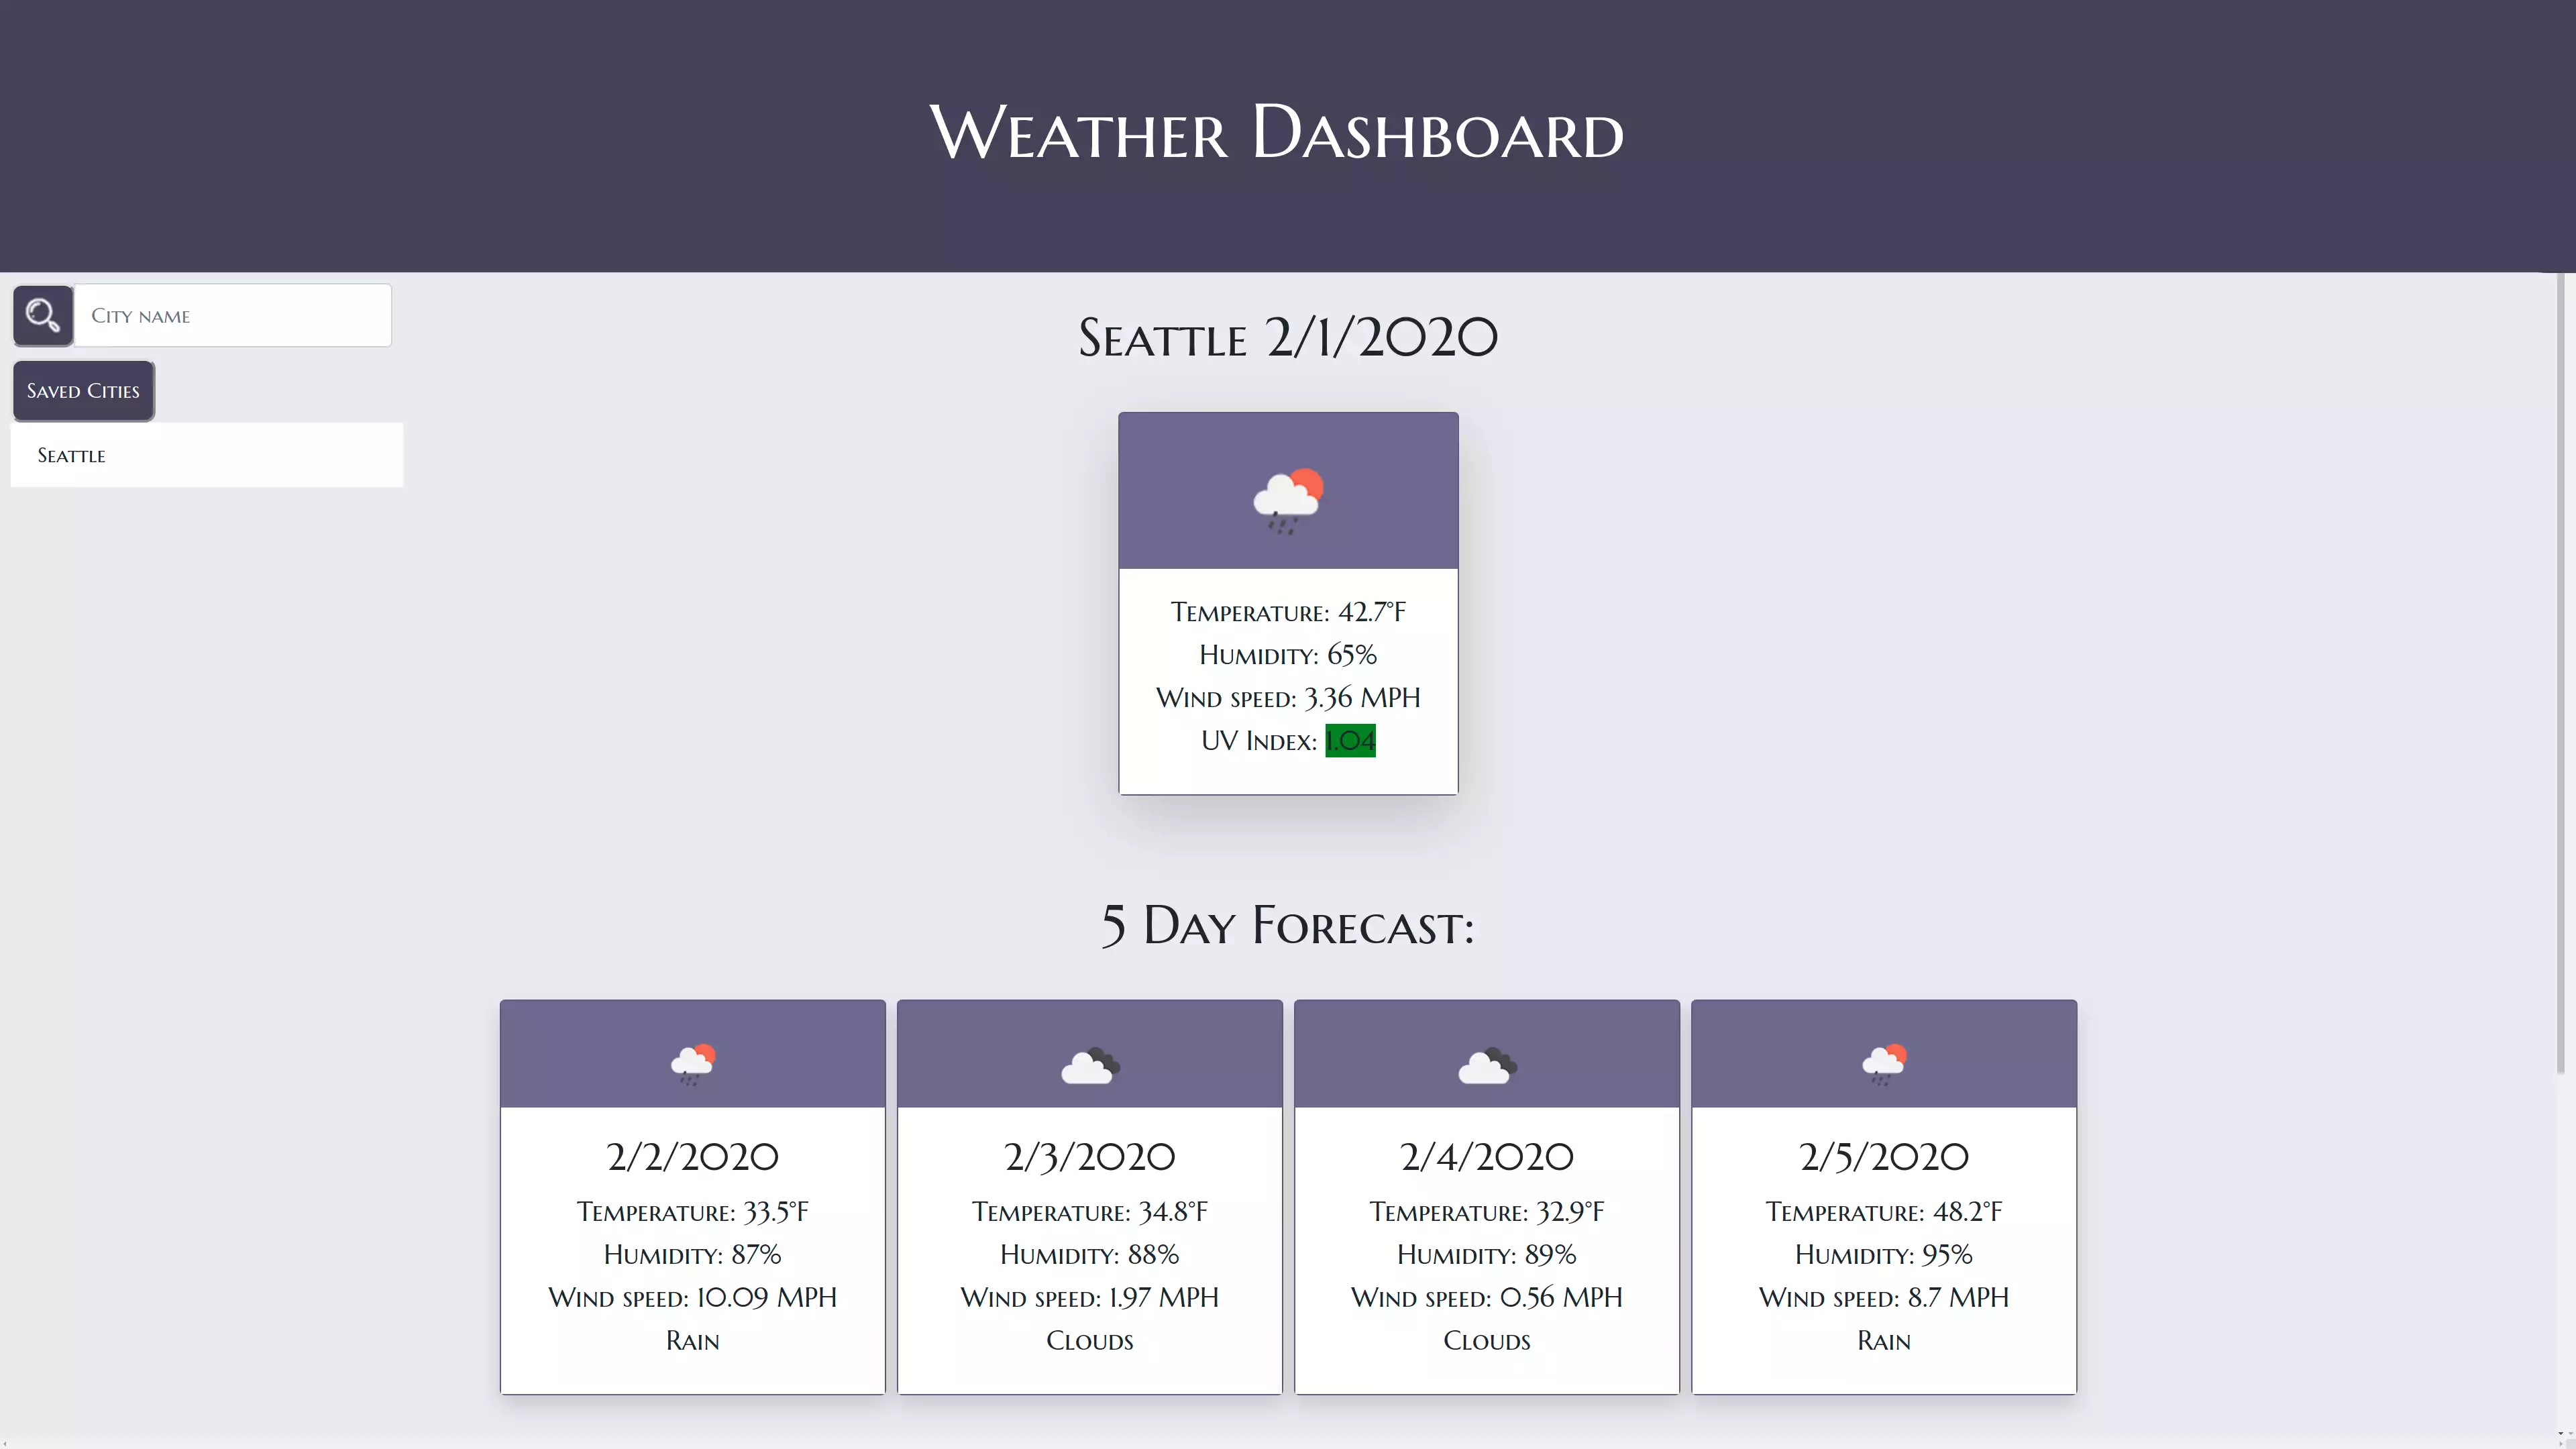 Weather Dashboard
City name
Saved Cities
Seattle
Seattle 2/1/2020
Temperature: 42.7°F
Humidity: 65%
Wind speed: 3.36 MPH
UV Index: 1.04
5 Day Forecast:
2/2/2020
Temperature: 33.5°F
Humidity: 87%
Wind speed: 10.09 MPH
Rain
2/3/2020
Temperature: 34.8°F
Humidity: 88%
Wind speed: 1.97 MPH
Clouds
2/4/2020
Temperature: 32.9°F
Humidity: 89%
Wind speed: 0.56 MPH
Clouds
2/5/2020
Temperature: 48.2°F
Humidity: 95%
Wind speed: 8.7 MPH
Rain